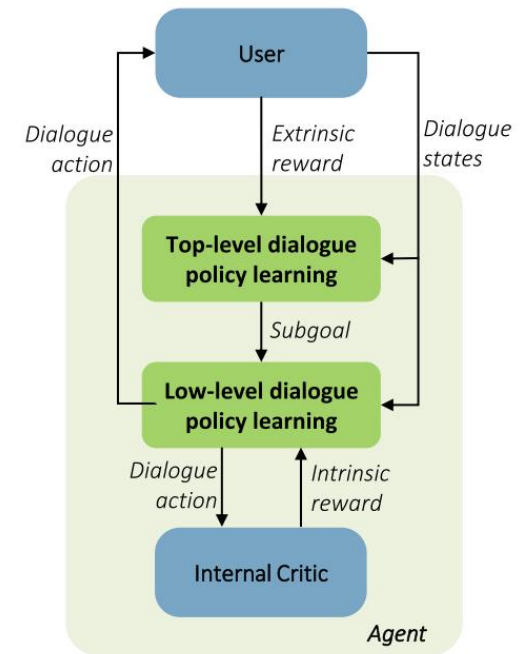 User
Dialogue
action
Extrinsic
reward
Dialogue
states
Top-level dialogue
policy learning
Subgoal
Low-level dialogue
policy learning
Dialogue
action
Intrinsic
reward
Internal Critic
Agent